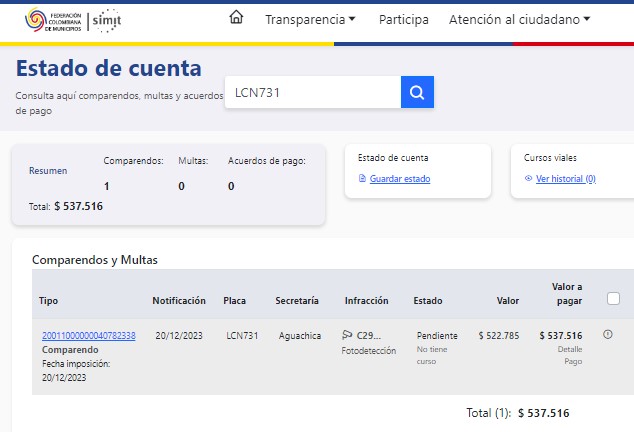 FEDERACIÓN
COLOMBIANA
DE MUNICIPIOS
simit
Transparencia
Participa
Atención al ciudadano
Estado de cuenta
Consulta aquí comparendos, multas y acuerdos
de pago
LCN731
Resumen
Comparendos: Multas: Acuerdos de pago:
1 0 0
Total: $ 537.516
Estado de cuenta
Guardar estado
Cursos viales
Ver historial (0)
Comparendos y Multas
Tipo Notificación Placa Secretaría Infracción Estado Valor Valor a
pagar
20011000000040782338 20/12/2023 LCN731 Aguachica C29... Pendiente $ 522.785 $ 537.516
Comparendo Fotodetección No tiene Detalle
Fecha imposición: curso Pago
20/12/2023
Total (1): $ 537.516